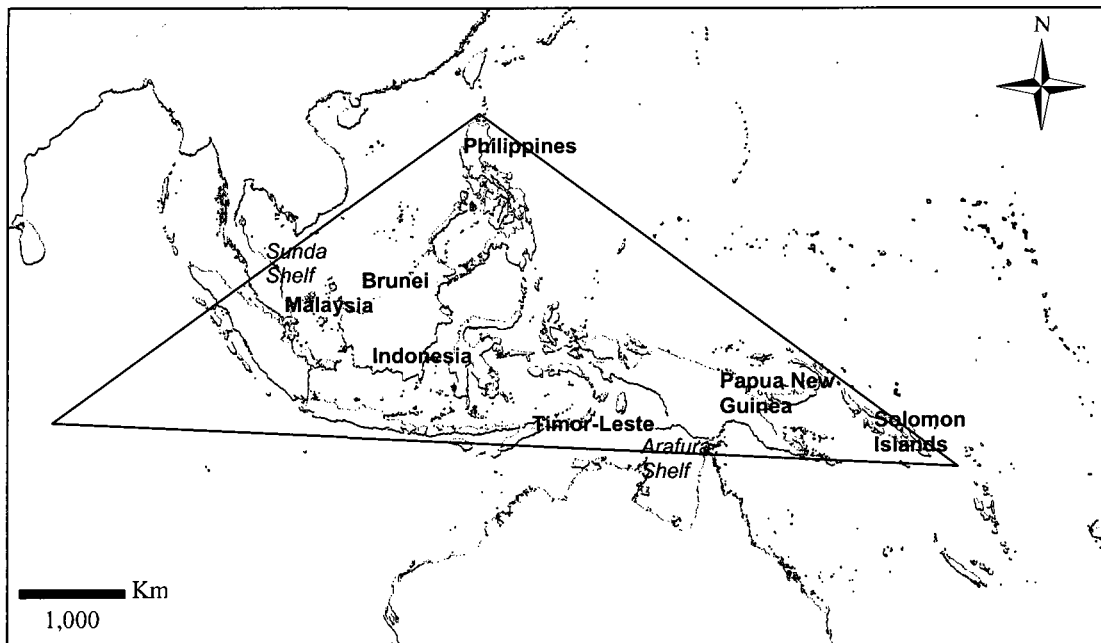 N
Philippines
Sunda
Shelf
Brunei
Malaysia
Indonesia
Papua New
Guinea
Solomon
Islands
Timor-Leste
Arafura
Shelf
Km
1,000